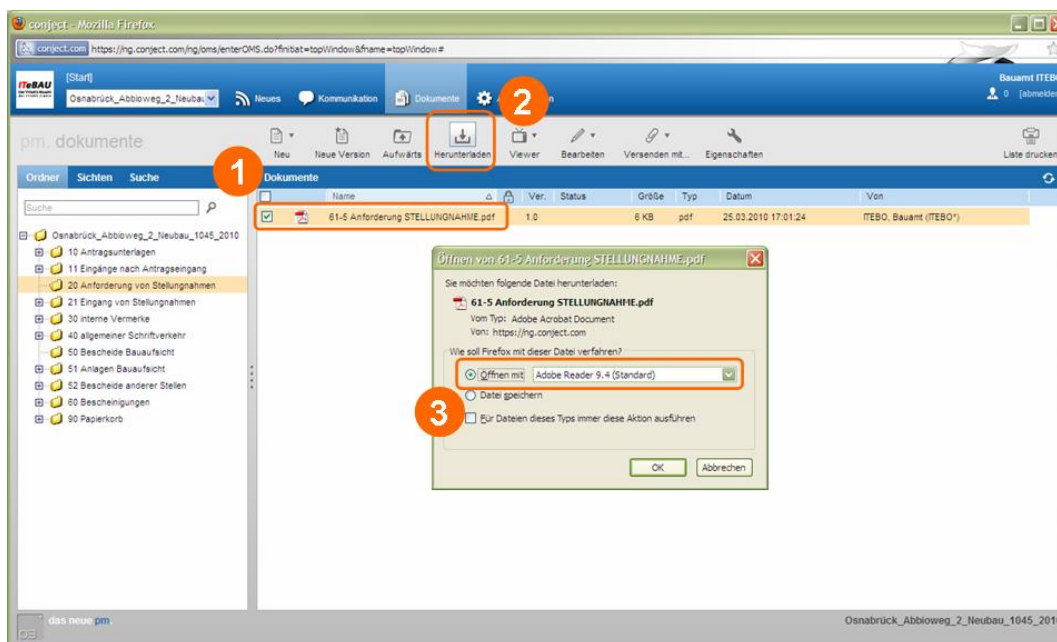 conject - Mozilla Firefox
conject.com https://ng.conject.com/ng/oms/enterOMS.do?finitiat=topWindow&fname=topWindow#
ITeBAU
[Start]
Bauamt ITEB
Osnabrück_Abbioweg_2_Neubau
Neues
Kommunikation
Dokumente
2
0 [abmelden
pm. dokumente
Neu
Neue Version
Aufwärts
Herunterladen
Viewer
Bearbeiten
Versenden mit...
Eigenschaften
Liste drucken
1
Ordner Sichten Suche
Dokumente
Name Ver. Status Größe Typ Datum Von
Suche
61-5 Anforderung STELLUNGNAHME.pdf 1.0 6 KB pdf 25.03.2010 17:01:24 ITEBO, Bauamt (ITEBO*)
Osnabrück_Abbioweg_2_Neubau_1045_2010
10 Antragsunterlagen
11 Eingänge nach Antragseingang
20 Anforderung von Stellungnahmen
21 Eingang von Stellungnahmen
30 interne Vermerke
40 allgemeiner Schriftverkehr
50 Bescheide Bauaufsicht
51 Anlagen Bauaufsicht
52 Bescheide anderer Stellen
60 Bescheinigungen
90 Papierkorb
Öffnen von 61-5 Anforderung STELLUNGNAHME.pdf
Sie möchten folgende Datei herunterladen:
61-5 Anforderung STELLUNGNAHME.pdf
Vom Typ: Adobe Acrobat Document
Von: https://ng.conject.com
Wie soll Firefox mit dieser Datei verfahren?
Öffnen mit Adobe Reader 9.4 (Standard)
Datei speichern
3
Für Dateien dieses Typs immer diese Aktion ausführen
OK Abbrechen
das neue pm.
Osnabrück_Abbioweg_2_Neubau_1045_201